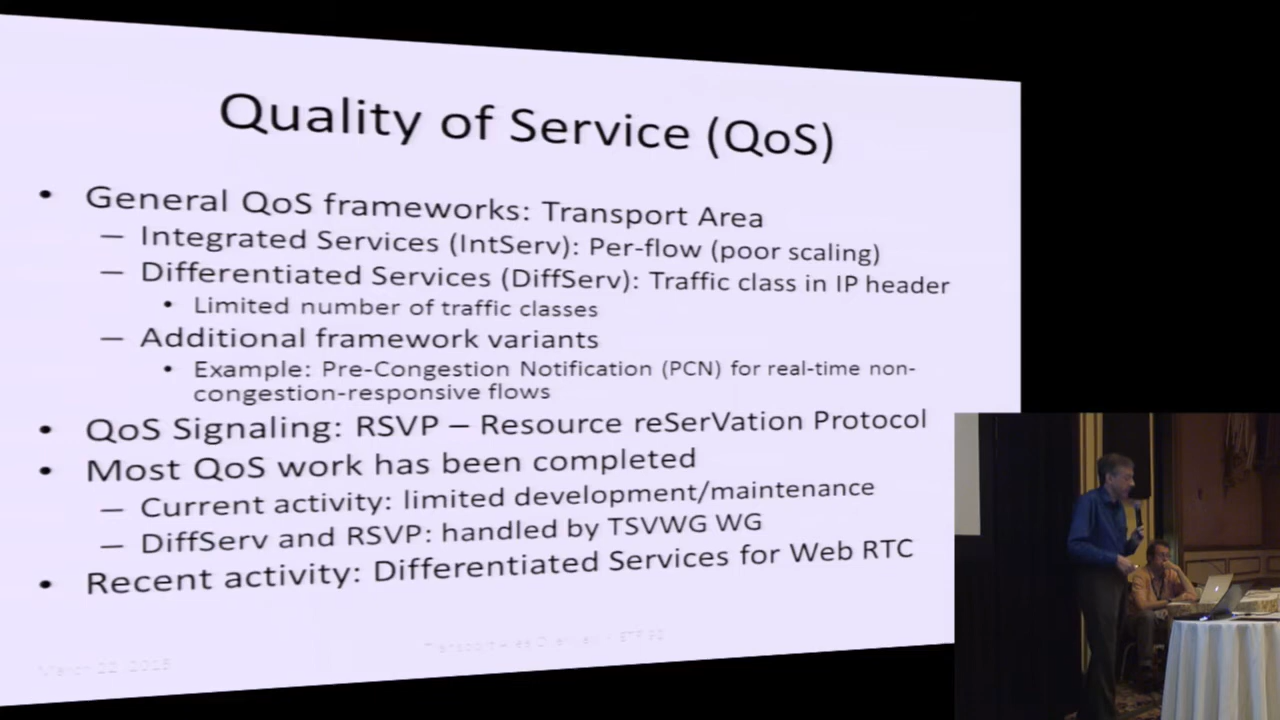 Quality of Service (QoS)
• General QoS frameworks: Transport Area
— Integrated Services (IntServ): Per-flow (poor scaling)
— Differentiated Services (DiffServ): Traffic class in IP header
• Limited number of traffic classes
— Additional framework variants
• Example: Pre-Congestion Notification (PCN) for real-time non-
congestion-responsive flows
• QoS Signaling: RSVP – Resource reSerVation Protocol
• Most QoS work has been completed
— Current activity: limited development/maintenance
— DiffServ and RSVP: handled by TSVWG WG
• Recent activity: Differentiated Services for Web RTC
March 22, 2015